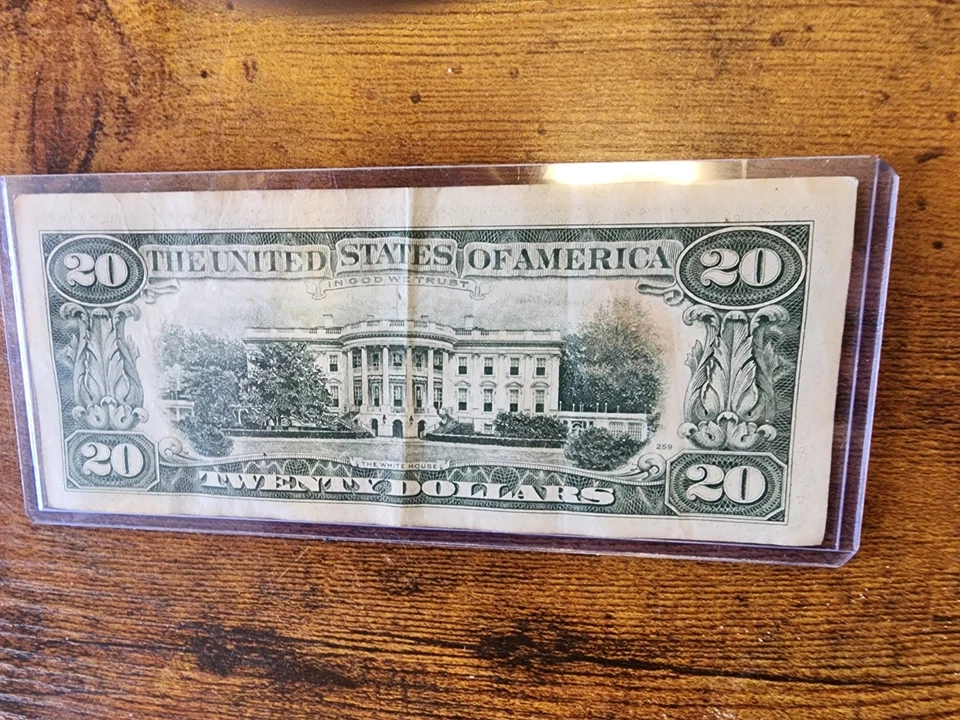 20 THE UNITED STATES OF AMERICA 20
IN GOD WE TRUST
259
20 THE WHITE HOUSE 20
TWENTY DOLLARS